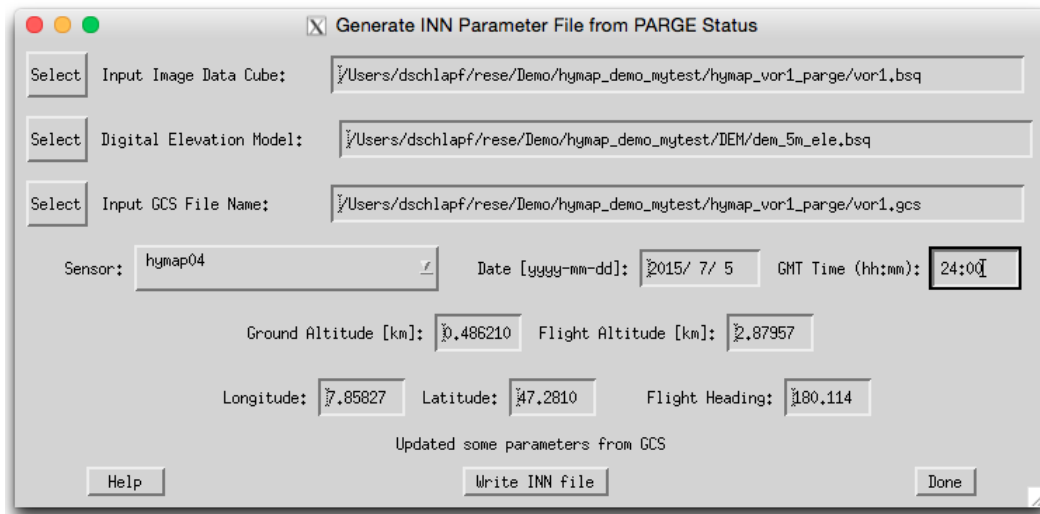 Generate INN Parameter File from PARGE Status
Select Input Image Data Cube: /Users/dschlapf/rese/Demo/hymap_demo_mytest/hymap_vor1_parge/vor1.bsq
Select Digital Elevation Model: /Users/dschlapf/rese/Demo/hymap_demo_mytest/DEM/dem_5m_ele.bsq
Select Input GCS File Name: /Users/dschlapf/rese/Demo/hymap_demo_mytest/hymap_vor1_parge/vor1.gcs
Sensor: hymap04 Date [yyyy-mm-dd]: 2015/ 7/ 5 GMT Time (hh:mm): 24:00
Ground Altitude [km]: 0.486210 Flight Altitude [km]: 2.87957
Longitude: 7.85827 Latitude: 47.2810 Flight Heading: 180.114
Updated some parameters from GCS
Help Write INN file Done